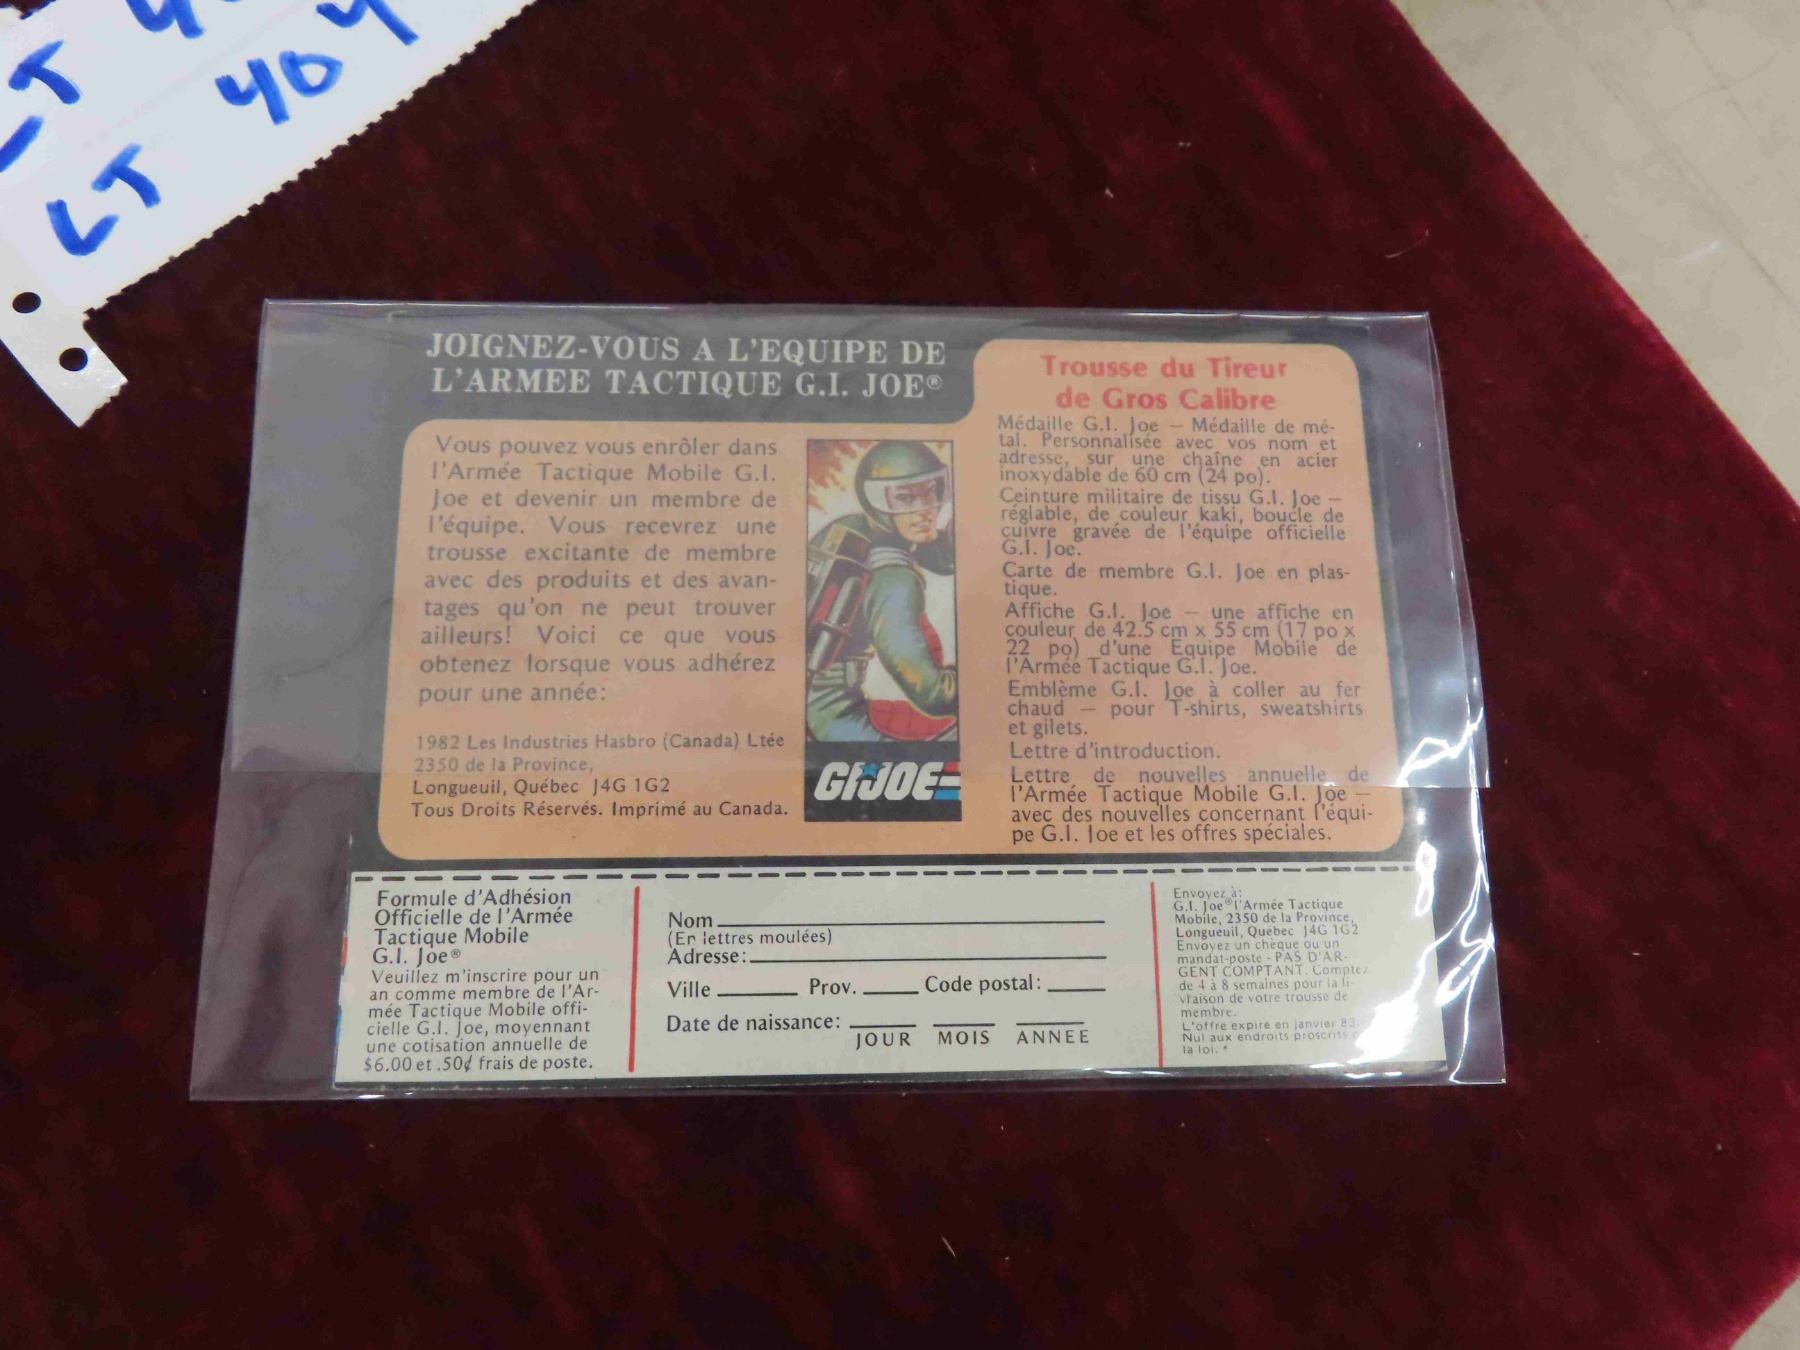 LT 404
JOIGNEZ-VOUS A L'EQUIPE DE
L'ARMEE TACTIQUE G.I. JOE®
Vous pouvez vous enrôler dans
l'Armée Tactique Mobile G.I.
Joe et devenir un membre de
l'équipe. Vous recevrez une
trousse excitante de membre
avec des produits et des avan-
tages qu'on ne peut trouver
ailleurs! Voici ce que vous
obtenez lorsque vous adhérez
pour une année:
1982 Les Industries Hasbro (Canada) Ltée
2350 de la Province,
Longueuil, Québec J4G 1G2
Tous Droits Réservés. Imprimé au Canada.
GI JOE
Trousse du Tireur
de Gros Calibre
Médaille G.I. Joe — Médaille de mé-
tal. Personnalisée avec vos nom et
adresse, sur une chaîne en acier
inoxydable de 60 cm (24 po).
Ceinture militaire de tissu G.I. Joe —
réglable, de couleur kaki, boucle de
cuivre gravée de l'équipe officielle
G.I. Joe.
Carte de membre G.I. Joe en plas-
tique.
Affiche G.I. Joe — une affiche en
couleur de 42.5 cm x 55 cm (17 po x
22 po) d'une Equipe Mobile de
l'Armée Tactique G.I. Joe.
Emblème G.I. Joe à coller au fer
chaud — pour T-shirts, sweatshirts
et gilets.
Lettre d'introduction.
Lettre de nouvelles annuelle de
l'Armée Tactique Mobile G.I. Joe —
avec des nouvelles concernant l'équi-
pe G.I. Joe et les offres spéciales.
Formule d'Adhésion
Officielle de l'Armée
Tactique Mobile
G.I. Joe®
Veuillez m'inscrire pour un
an comme membre de l'Ar-
mée Tactique Mobile offi-
cielle G.I. Joe, moyennant
une cotisation annuelle de
$6.00 et .50¢ frais de poste.
Nom
(En lettres moulées)
Adresse:
Ville Prov. Code postal:
Date de naissance:
JOUR MOIS ANNEE
Envoyez à:
G.I. Joe® l'Armée Tactique
Mobile, 2350 de la Province,
Longueuil, Québec J4G 1G2
Envoyez un chèque ou un
mandat-poste - PAS D'AR-
GENT COMPTANT. Comptez
de 4 à 8 semaines pour la li-
vraison de votre trousse de
membre.
L'offre expire en janvier 83.
Nul aux endroits proscrits
la loi. *